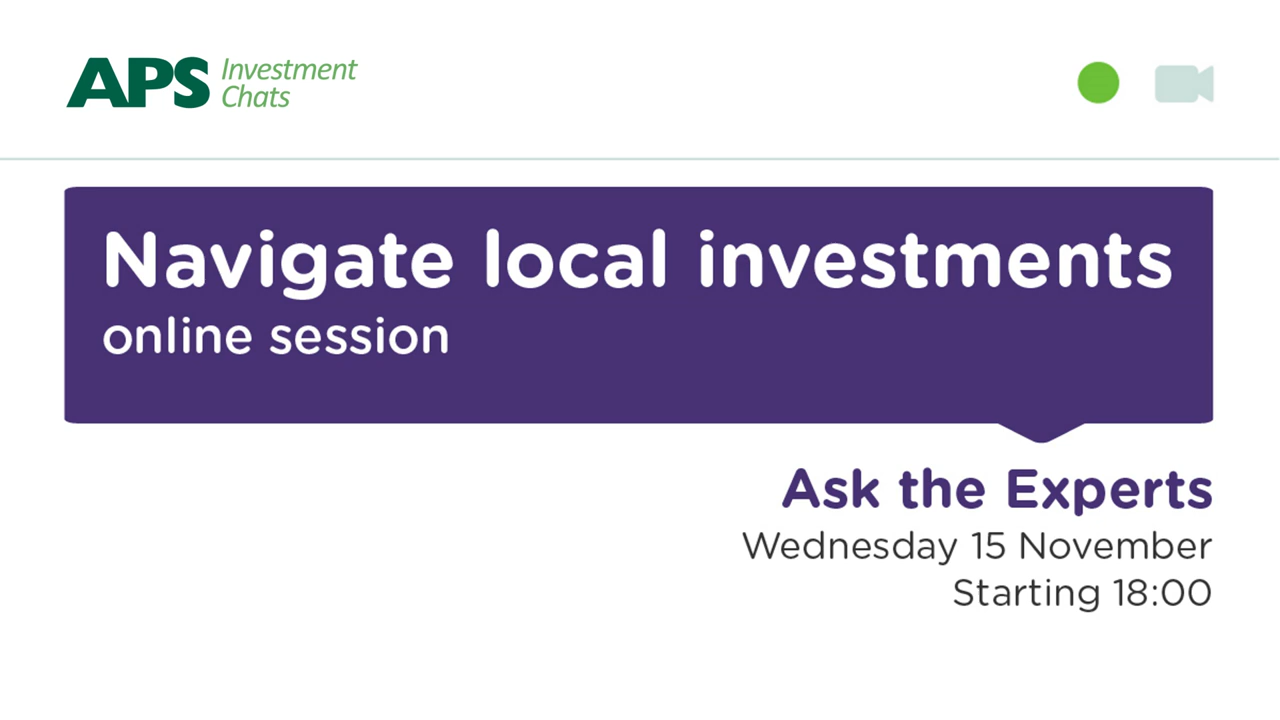 APS Investment
Chats
Navigate local investments
online session
Ask the Experts
Wednesday 15 November
Starting 18:00